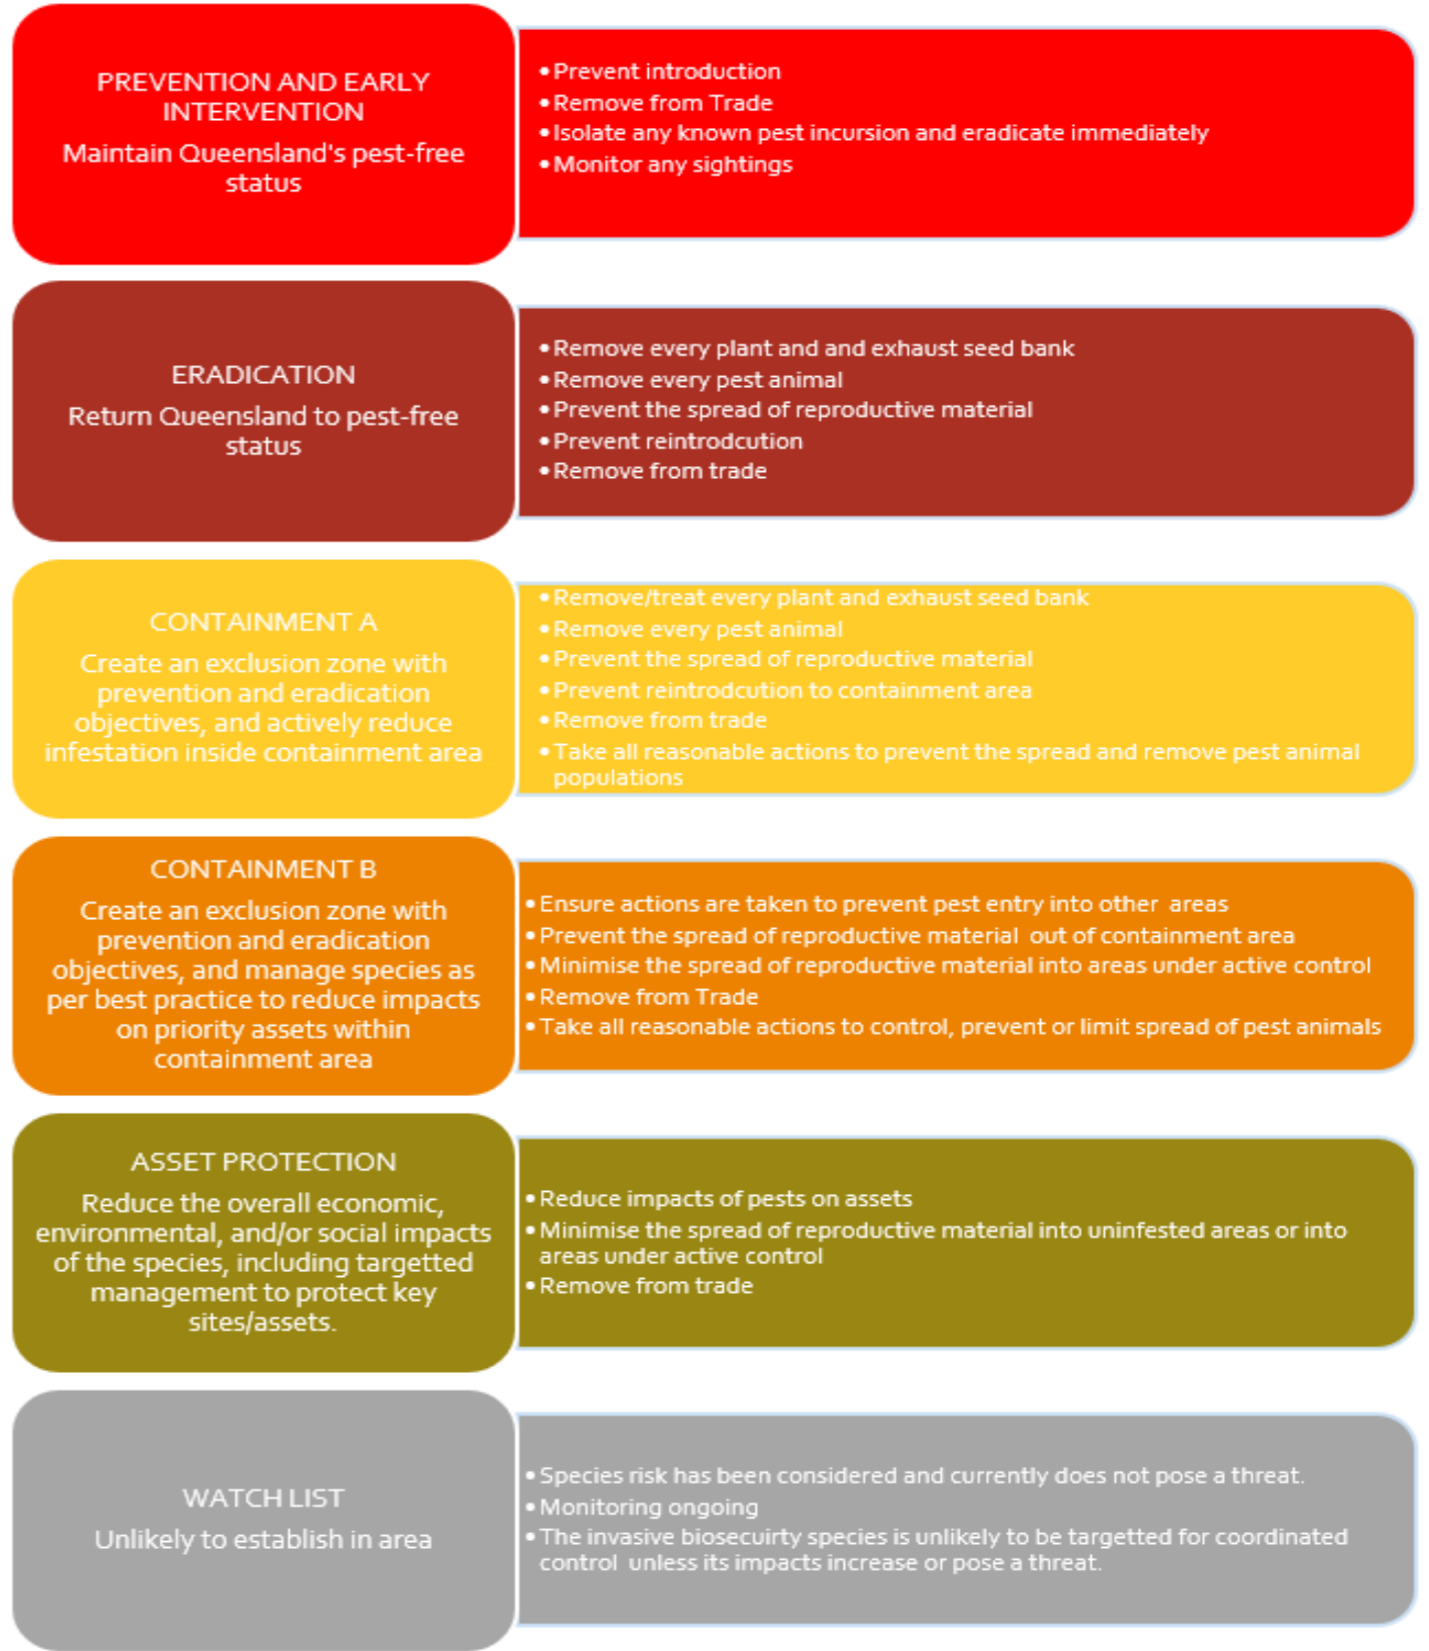 PREVENTION AND EARLY
INTERVENTION
Maintain Queensland's pest-free
status
• Prevent introduction
• Remove from Trade
• Isolate any known pest incursion and eradicate immediately
• Monitor any sightings
ERADICATION
Return Queensland to pest-free
status
• Remove every plant and and exhaust seed bank
• Remove every pest animal
• Prevent the spread of reproductive material
• Prevent reintrodcution
• Remove from trade
CONTAINMENT A
Create an exclusion zone with
prevention and eradication
objectives, and actively reduce
infestation inside containment area
• Remove/treat every plant and exhaust seed bank
• Remove every pest animal
• Prevent the spread of reproductive material
• Prevent reintrodcution to containment area
• Remove from trade
• Take all reasonable actions to prevent the spread and remove pest animal
populations
CONTAINMENT B
Create an exclusion zone with
prevention and eradication
objectives, and manage species as
per best practice to reduce impacts
on priority assets within
containment area
• Ensure actions are taken to prevent pest entry into other areas
• Prevent the spread of reproductive material out of containment area
• Minimise the spread of reproductive material into areas under active control
• Remove from Trade
• Take all reasonable actions to control, prevent or limit spread of pest animals
ASSET PROTECTION
Reduce the overall economic,
environmental, and/or social impacts
of the species, including targetted
management to protect key
sites/assets.
• Reduce impacts of pests on assets
• Minimise the spread of reproductive material into uninfested areas or into
areas under active control
• Remove from trade
WATCH LIST
Unlikely to establish in area
• Species risk has been considered and currently does not pose a threat.
• Monitoring ongoing
• The invasive biosecuirty species is unlikely to be targetted for coordinated
control unless its impacts increase or pose a threat.